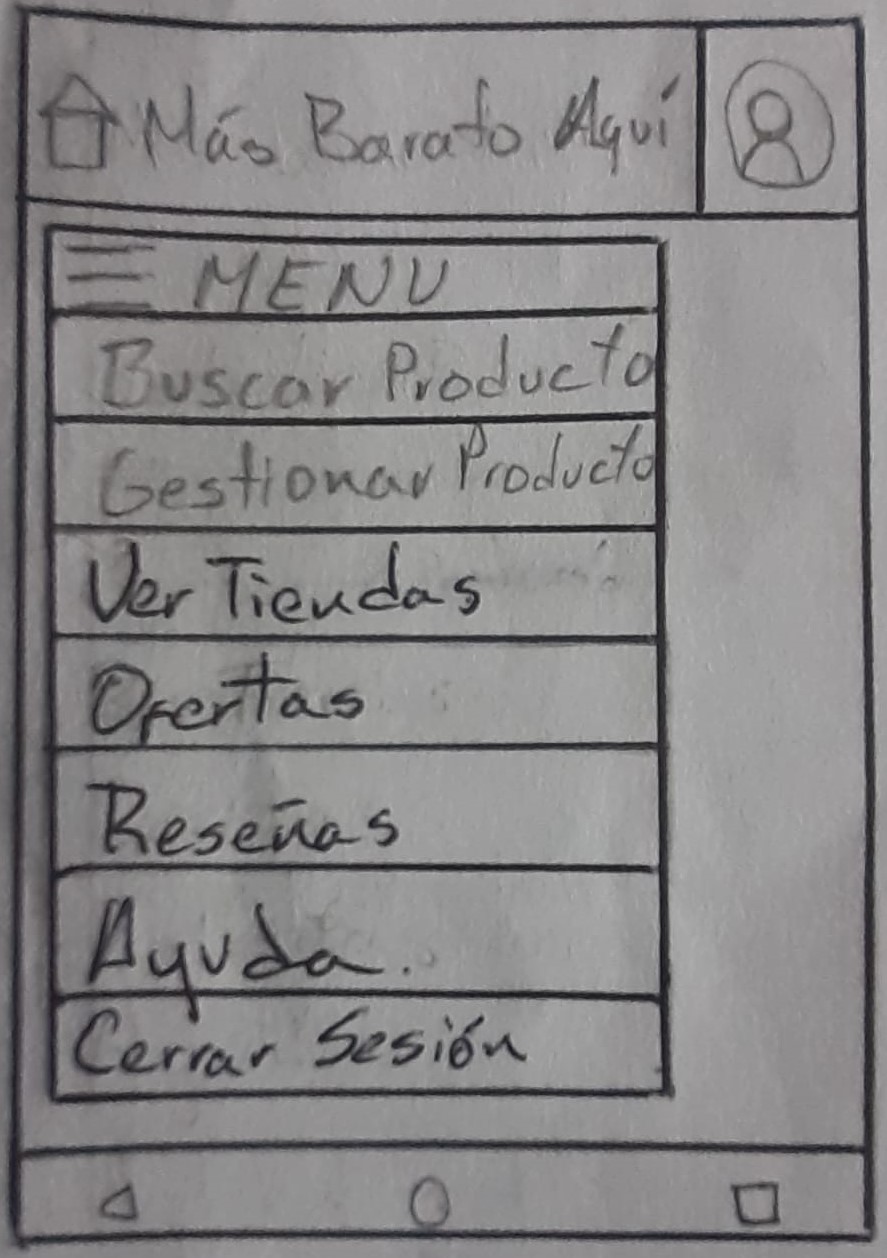 Más Barato Aquí
MENU
Buscar Producto
Gestionar Producto
Ver Tiendas
Ofertas
Reseñas
Ayuda.
Cerrar Sesión